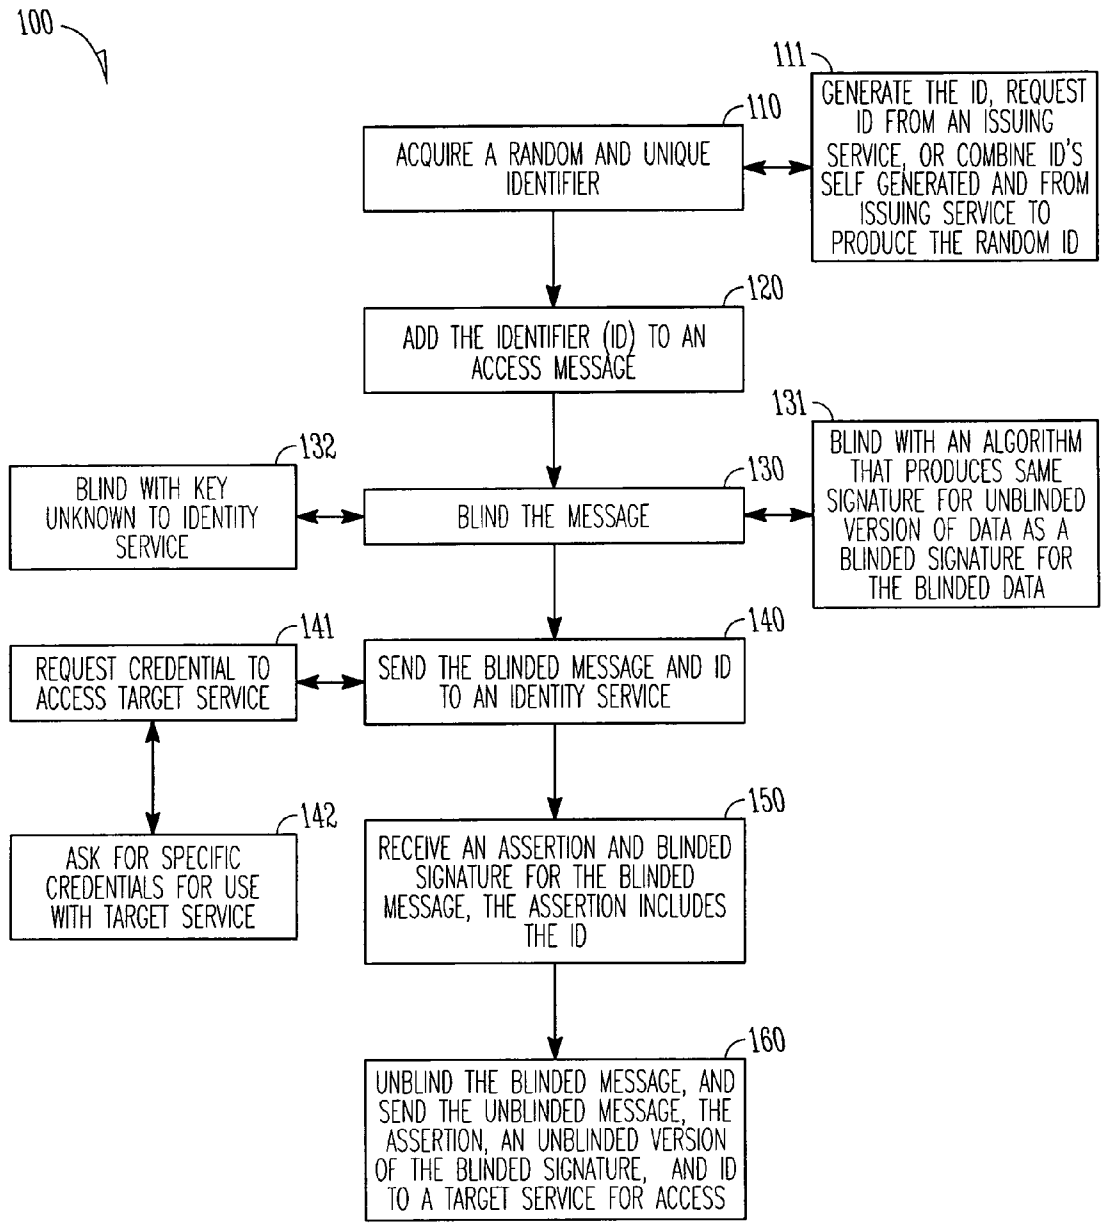 100
110
ACQUIRE A RANDOM AND UNIQUE
IDENTIFIER
111
GENERATE THE ID, REQUEST
ID FROM AN ISSUING
SERVICE, OR COMBINE ID'S
SELF GENERATED AND FROM
ISSUING SERVICE TO
PRODUCE THE RANDOM ID
120
ADD THE IDENTIFIER (ID) TO AN
ACCESS MESSAGE
132
BLIND WITH KEY
UNKNOWN TO IDENTITY
SERVICE
130
BLIND THE MESSAGE
131
BLIND WITH AN ALGORITHM
THAT PRODUCES SAME
SIGNATURE FOR UNBLINDED
VERSION OF DATA AS A
BLINDED SIGNATURE FOR
THE BLINDED DATA
141
REQUEST CREDENTIAL TO
ACCESS TARGET SERVICE
140
SEND THE BLINDED MESSAGE AND ID
TO AN IDENTITY SERVICE
142
ASK FOR SPECIFIC
CREDENTIALS FOR USE
WITH TARGET SERVICE
150
RECEIVE AN ASSERTION AND BLINDED
SIGNATURE FOR THE BLINDED
MESSAGE, THE ASSERTION INCLUDES
THE ID
160
UNBLIND THE BLINDED MESSAGE, AND
SEND THE UNBLINDED MESSAGE, THE
ASSERTION, AN UNBLINDED VERSION
OF THE BLINDED SIGNATURE, AND ID
TO A TARGET SERVICE FOR ACCESS